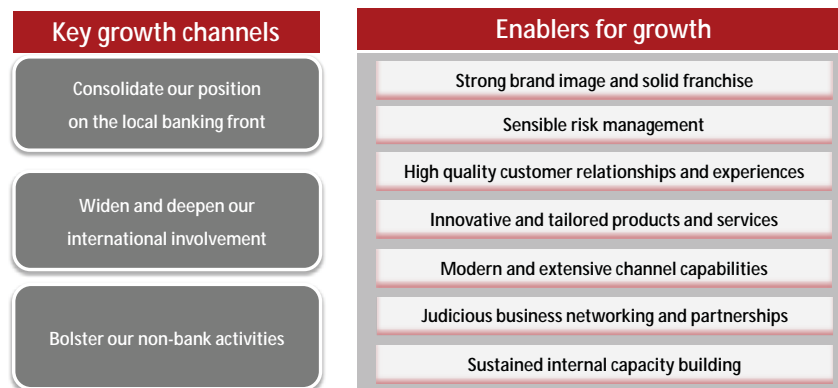 Key growth channels
Consolidate our position
on the local banking front
Widen and deepen our
international involvement
Bolster our non-bank activities
Enablers for growth
Strong brand image and solid franchise
Sensible risk management
High quality customer relationships and experiences
Innovative and tailored products and services
Modern and extensive channel capabilities
Judicious business networking and partnerships
Sustained internal capacity building